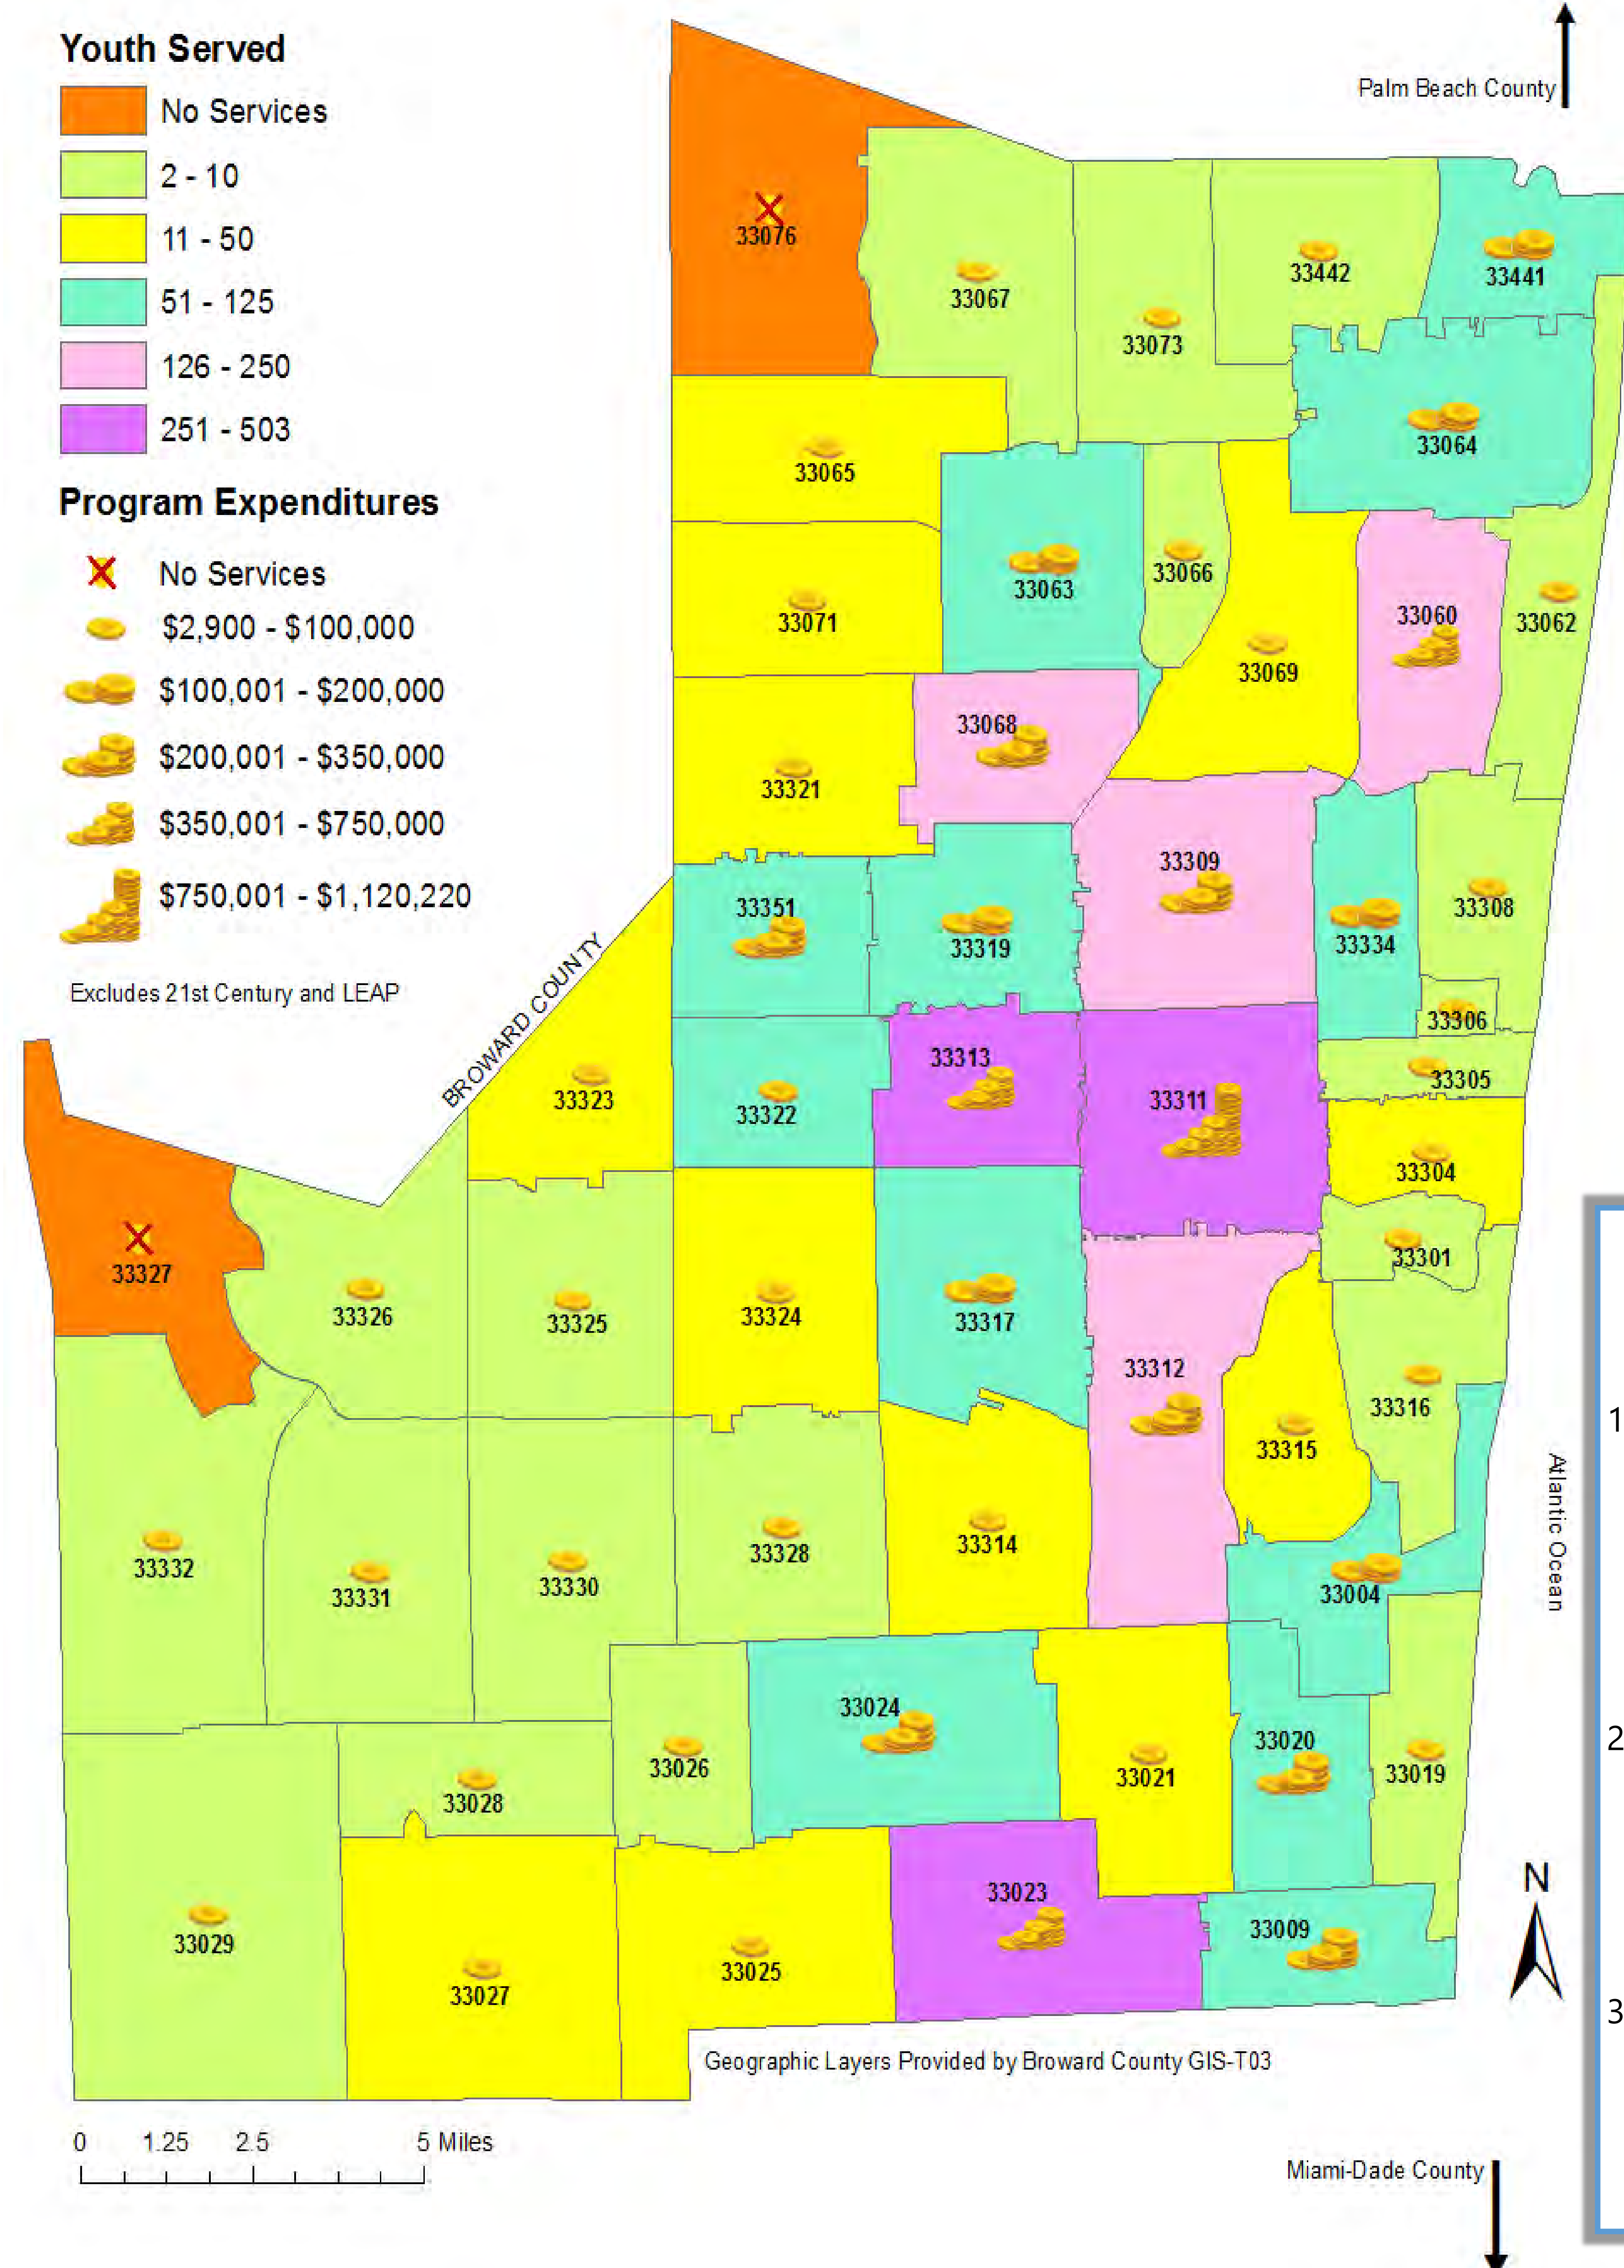 Youth Served
No Services
2 - 10
11 - 50
51 - 125
126 - 250
251 - 503
Program Expenditures
No Services
$2,900 - $100,000
$100,001 - $200,000
$200,001 - $350,000
$350,001 - $750,000
$750,001 - $1,120,220
Excludes 21st Century and LEAP
Palm Beach County
BROWARD COUNTY
33076
33067
33073
33442
33441
33064
33065
33063
33066
33071
33069
33060
33062
33068
33321
33309
33351
33319
33334
33308
33306
33313
33305
33323
33322
33311
33304
33327
33326
33325
33324
33317
33301
33312
33316
33315
33332
33331
33330
33328
33314
33004
Atlantic Ocean
33024
33026
33021
33020
33019
33028
33029
33027
33025
33023
33009
1
2
3
N
Geographic Layers Provided by Broward County GIS-T03
0 1.25 2.5 5 Miles
Miami-Dade County